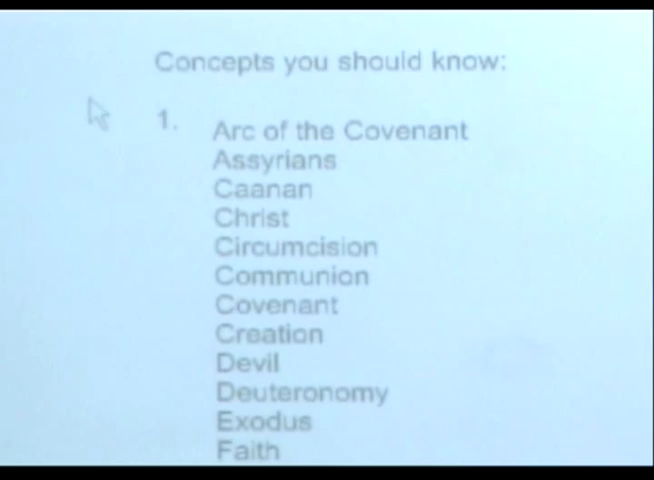 Concepts you should know:
1. Arc of the Covenant
Assyrians
Caanan
Christ
Circumcision
Communion
Covenant
Creation
Devil
Deuteronomy
Exodus
Faith